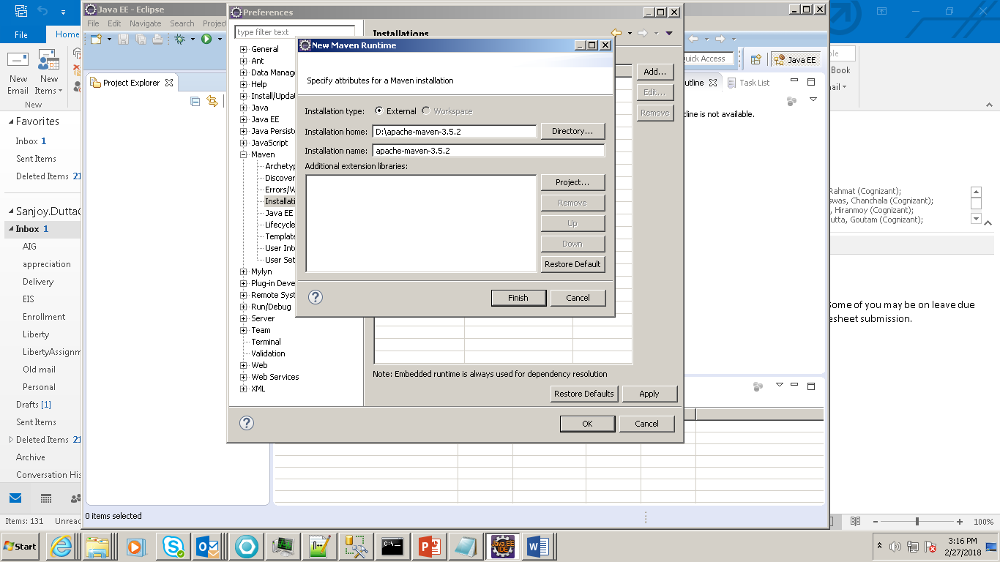 Java EE - Eclipse
File Edit Navigate Search Project
Preferences
File
Home
type filter text
Installations
New Maven Runtime
Specify attributes for a Maven installation
Installation type: External Workspace
Installation home: D:\apache-maven-3.5.2 Directory...
Installation name: apache-maven-3.5.2
Additional extension libraries:
Project...
Remove
Up
Down
Restore Default
Finish Cancel
General
Ant
Data Manag
Help
Install/Updat
Java
Java EE
Java Persist
JavaScript
Maven
Archetyp
Discover
Errors/W
Installati
Java EE
Lifecycle
Template
User Int
User Set
Mylyn
Plug-in Deve
Remote Syst
Run/Debug
Server
Team
Terminal
Validation
Web
Web Services
XML
Add...
Edit...
Remove
Note: Embedded runtime is always used for dependency resolution
Restore Defaults Apply
OK Cancel
Project Explorer
Quick Access
Java EE
utline
Task List
line is not available.
0 items selected
New
Email
New
Items
New
Favorites
Inbox 1
Sent Items
Deleted Items 21
Sanjoy.Dutta@
Inbox 1
AIG
appreciation
Delivery
EIS
Enrollment
Liberty
LibertyAssignm
Old mail
Personal
Drafts [1]
Sent Items
Deleted Items 21
Archive
Conversation His
Items: 131 Unread
Book
ail
Rahmat (Cognizant);
swas, Chanchala (Cognizant);
, Hiranmoy (Cognizant);
utta, Goutam (Cognizant);
Some of you may be on leave due
esheet submission.
100%
Start
Java EE
IDE
3:16 PM
2/27/2018